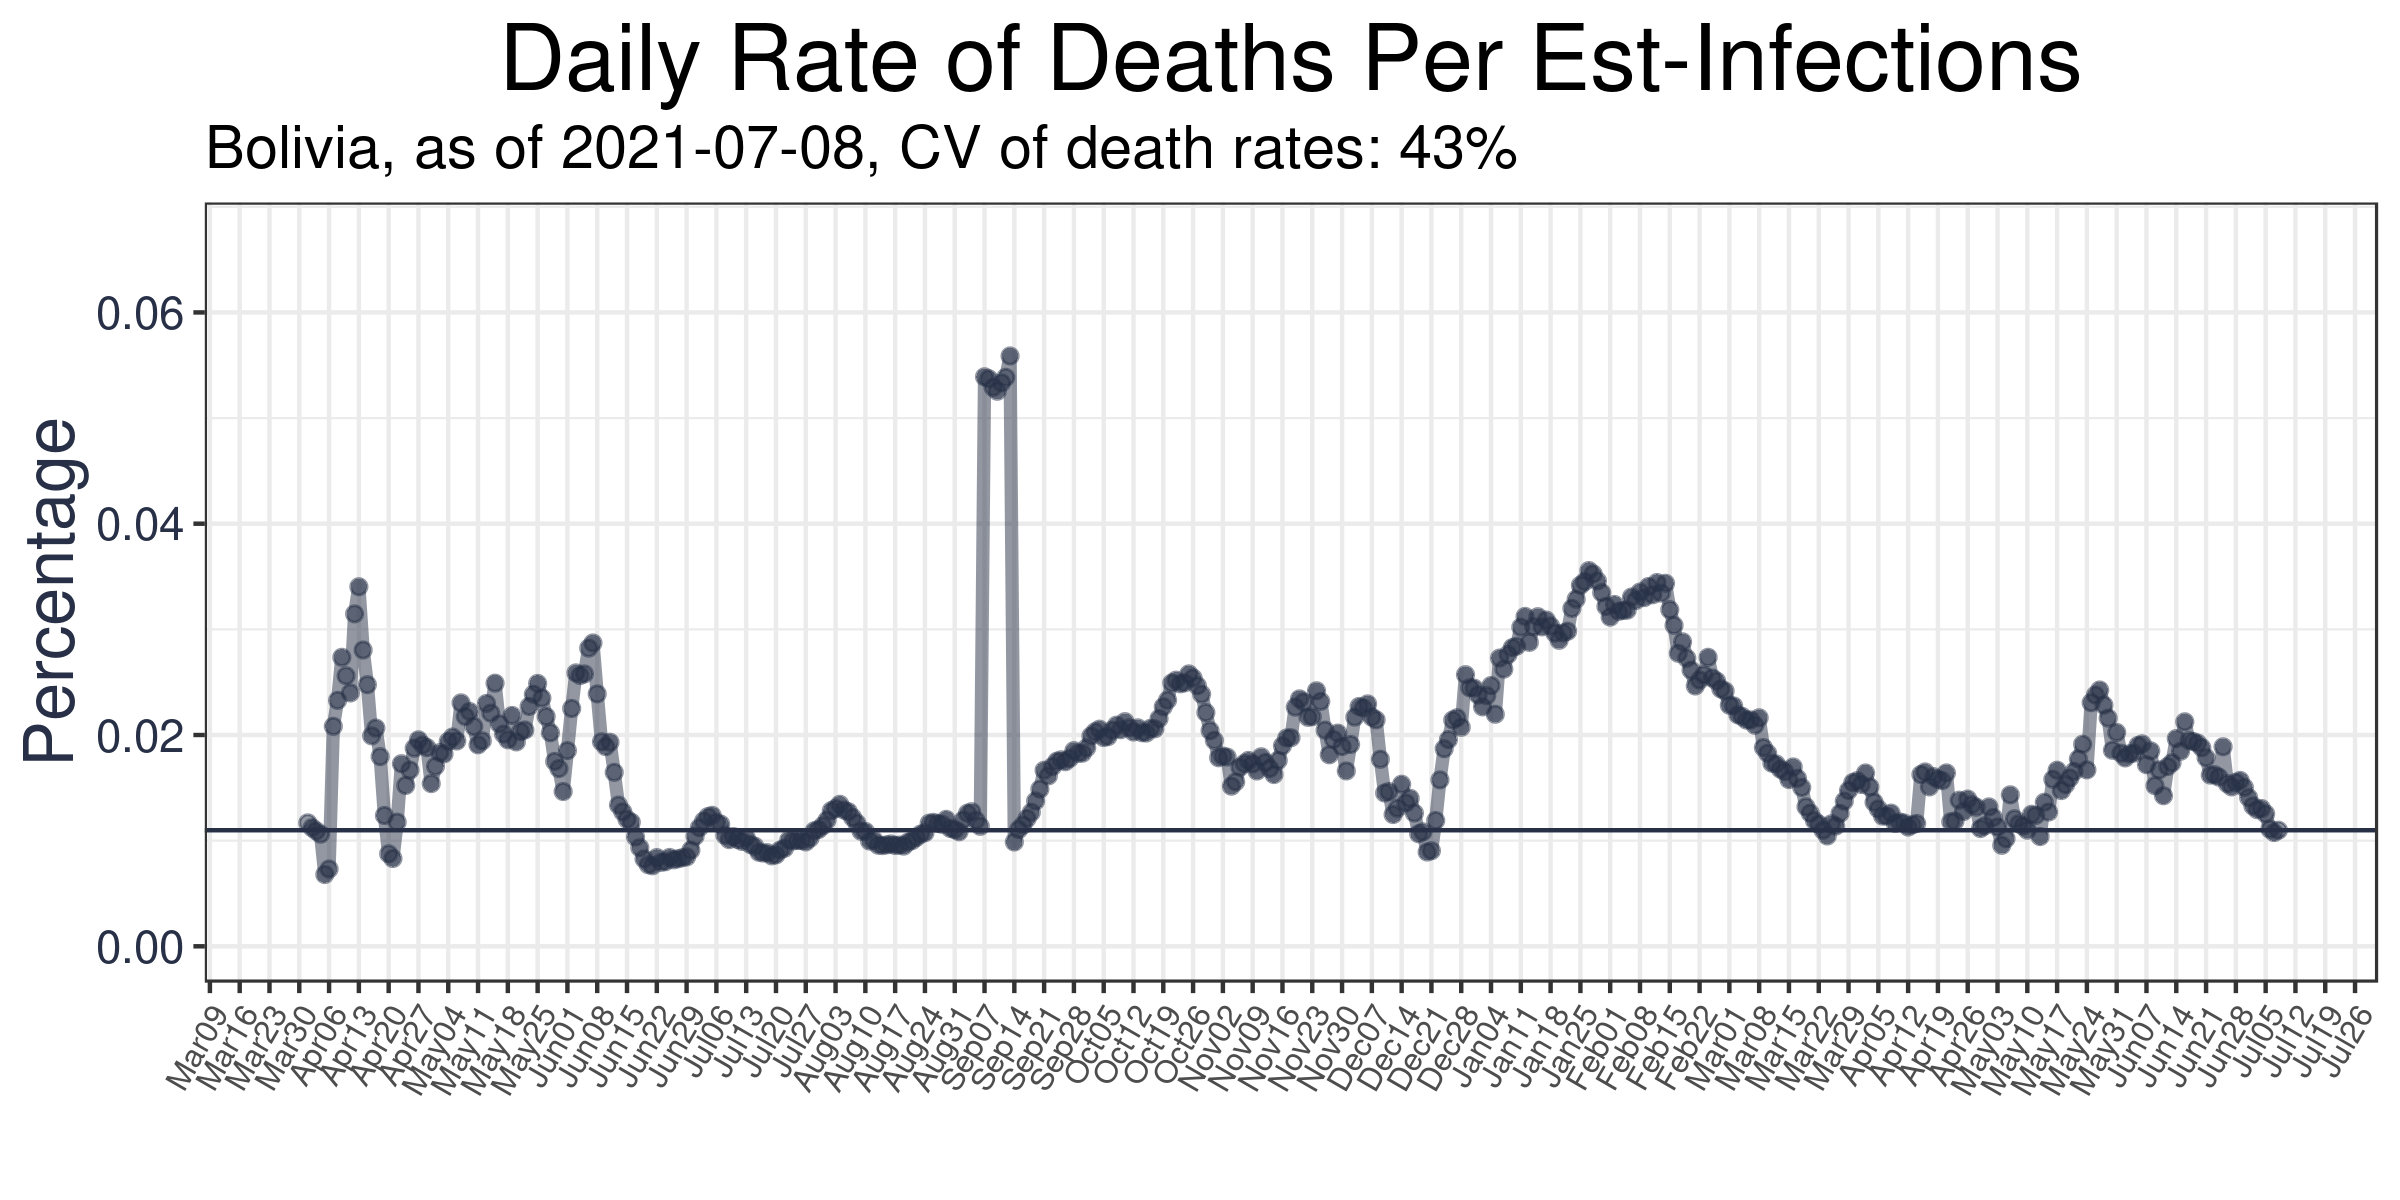 Daily Rate of Deaths Per Est-Infections
Bolivia, as of 2021-07-08, CV of death rates: 43%
Percentage
0.06
0.04
0.02
0.00
Mar09
Mar16
Mar23
Mar30
Apr06
Apr13
Apr20
Apr27
May04
May11
May18
May25
Jun01
Jun08
Jun15
Jun22
Jun29
Jul06
Jul13
Jul20
Jul27
Aug03
Aug10
Aug17
Aug24
Aug31
Sep07
Sep14
Sep21
Sep28
Oct05
Oct12
Oct19
Oct26
Nov02
Nov09
Nov16
Nov23
Nov30
Dec07
Dec14
Dec21
Dec28
Jan04
Jan11
Jan18
Jan25
Feb01
Feb08
Feb15
Feb22
Mar01
Mar08
Mar15
Mar22
Mar29
Apr05
Apr12
Apr19
Apr26
May03
May10
May17
May24
May31
Jun07
Jun14
Jun21
Jun28
Jul05
Jul12
Jul19
Jul26